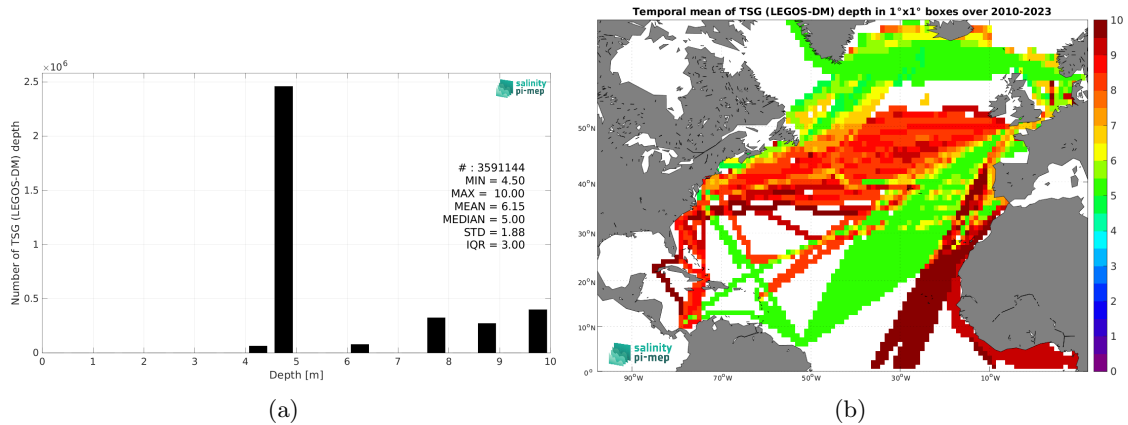 ×10⁶
2.5
2
1.5
1
0.5
0
Number of TSG (LEGOS-DM) depth
salinity
pi-mep
# : 3591144
MIN = 4.50
MAX = 10.00
MEAN = 6.15
MEDIAN = 5.00
STD = 1.88
IQR = 3.00
0 1 2 3 4 5 6 7 8 9 10
Depth [m]
(a)
Temporal mean of TSG (LEGOS-DM) depth in 1°x1° boxes over 2010-2023
50°N
40°N
30°N
20°N
10°N
0°
90°W 70°W 50°W 30°W 10°W
salinity
pi-mep
10
9
8
7
6
5
4
3
2
1
0
(b)